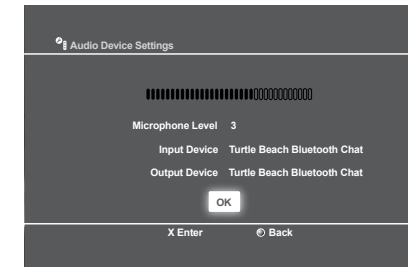 Audio Device Settings
Microphone Level 3
Input Device Turtle Beach Bluetooth Chat
Output Device Turtle Beach Bluetooth Chat
OK
X Enter Back